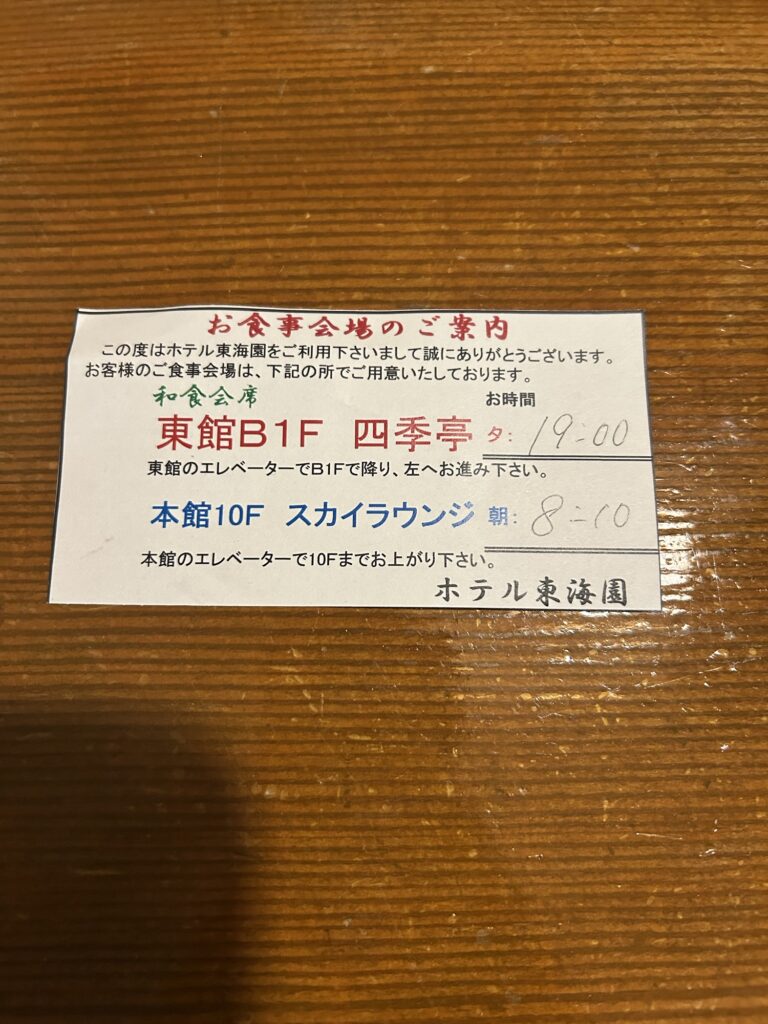 お食事会場のご案内
この度はホテル東海園をご利用下さいまして誠にありがとうございます。
お客様のご食事会場は、下記の所でご用意いたしております。
和食会席 お時間
東館B1F 四季亭 夕: 19:00
東館のエレベーターでB1Fで降り、左へお進み下さい。
本館10F スカイラウンジ 朝: 8:10
本館のエレベーターで10Fまでお上がり下さい。
ホテル東海園